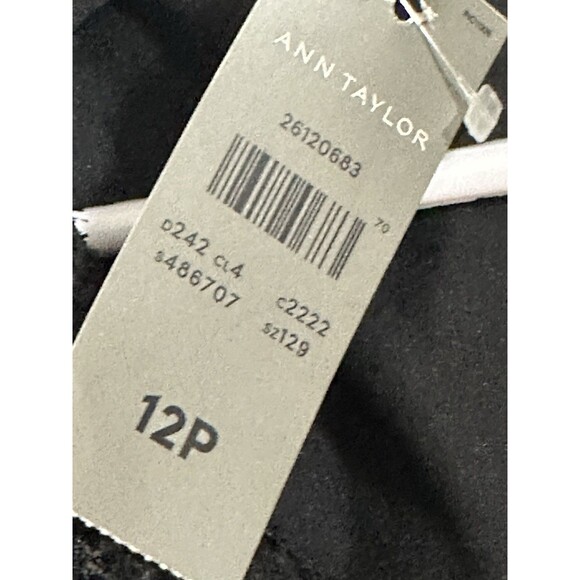 ANN TAYLOR
26120683
70
D242 CL4 C2222
S486707 SZ129
12P